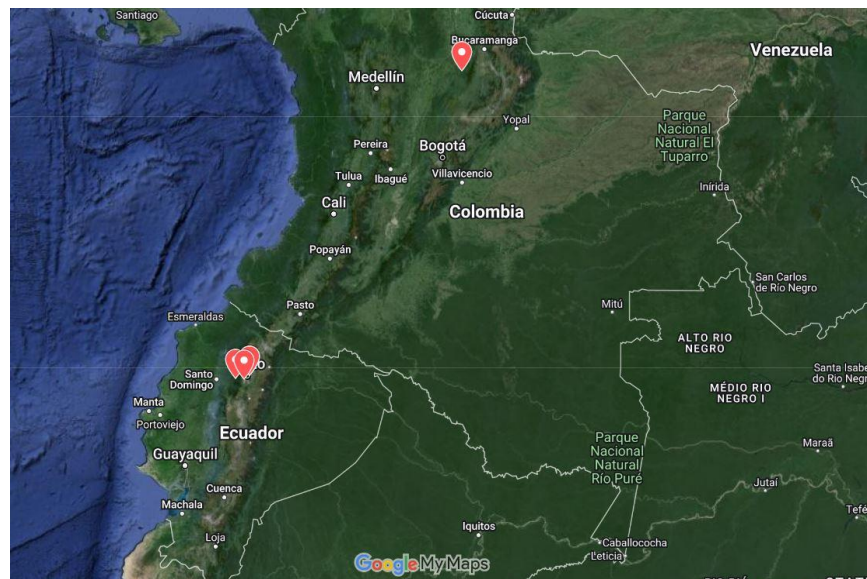 Santiago
Cúcuta
Bucaramanga
Venezuela
Medellín
Parque
Nacional
Natural El
Tuparro
Yopal
Pereira
Bogotá
Ibagué
Villavicencio
Tulua
Inírida
Cali
Colombia
Popayán
San Carlos
de Río Negro
Pasto
Mitú
Esmeraldas
ALTO RIO
NEGRO
Santo
Domingo
MÉDIO RIO
NEGRO I
Manta
Portoviejo
Ecuador
Parque
Nacional
Natural
Río Puré
Maraã
Guayaquil
Cuenca
Jutaí
Machala
Iquitos
Loja
Caballococha
Leticia
Google My Maps